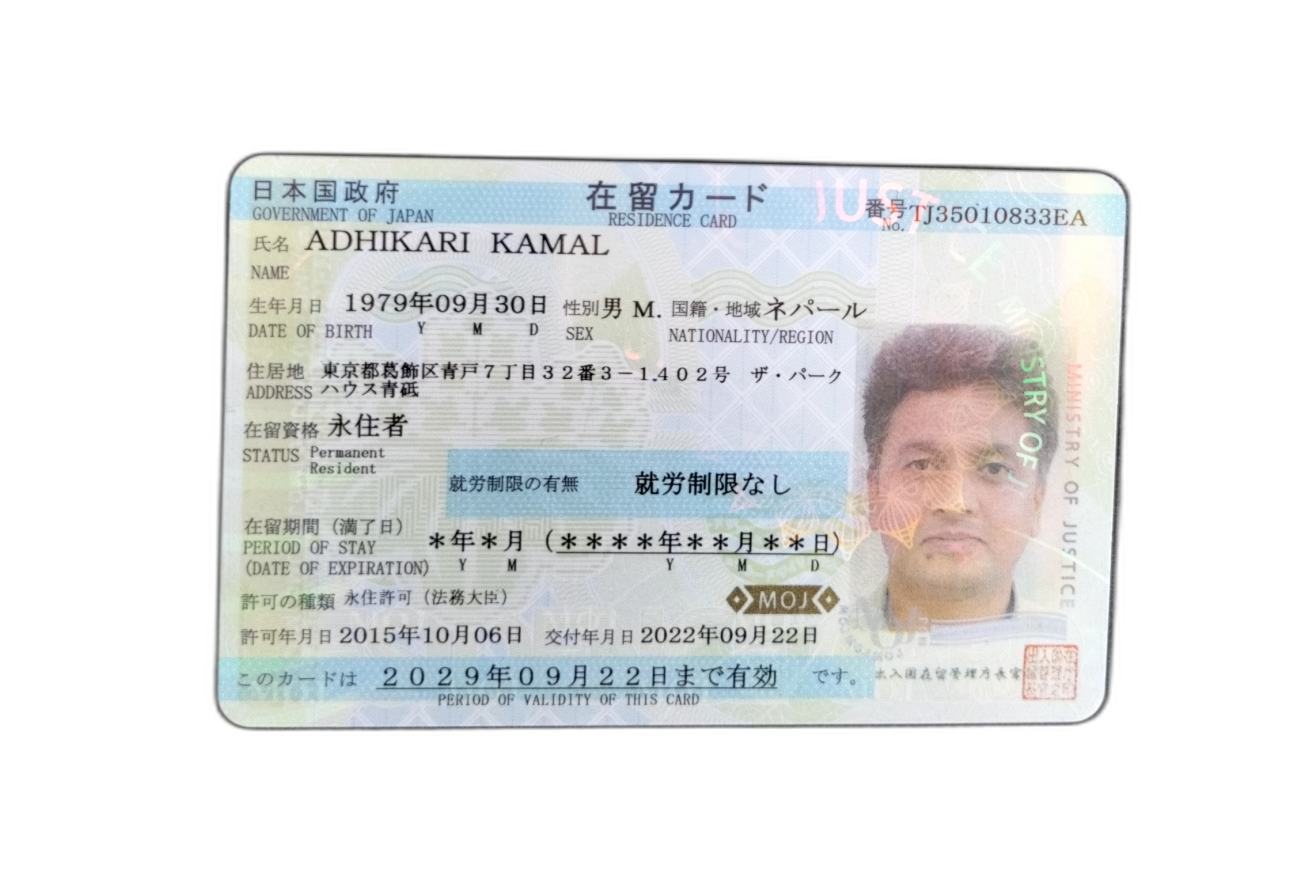 日本国政府 在留カード 番号 TJ35010833EA
GOVERNMENT OF JAPAN RESIDENCE CARD No.
氏名 ADHIKARI KAMAL
NAME
生年月日 1979年09月30日 性別 男 M. 国籍・地域 ネパール
DATE OF BIRTH Y M D SEX NATIONALITY/REGION
住居地 東京都葛飾区青戸7丁目32番3-1402号 ザ・パーク
ADDRESS ハウス青砥
在留資格 永住者
STATUS Permanent
Resident
就労制限の有無 就労制限なし
在留期間(満了日) *年*月(****年**月**日)
PERIOD OF STAY
(DATE OF EXPIRATION) Y M Y M D
許可の種類 永住許可(法務大臣)
MOJ
許可年月日 2015年10月06日 交付年月日 2022年09月22日
このカードは 2029年09月22日まで有効 です。
PERIOD OF VALIDITY OF THIS CARD
出入国在留管理庁長官
MINISTRY OF JUSTICE